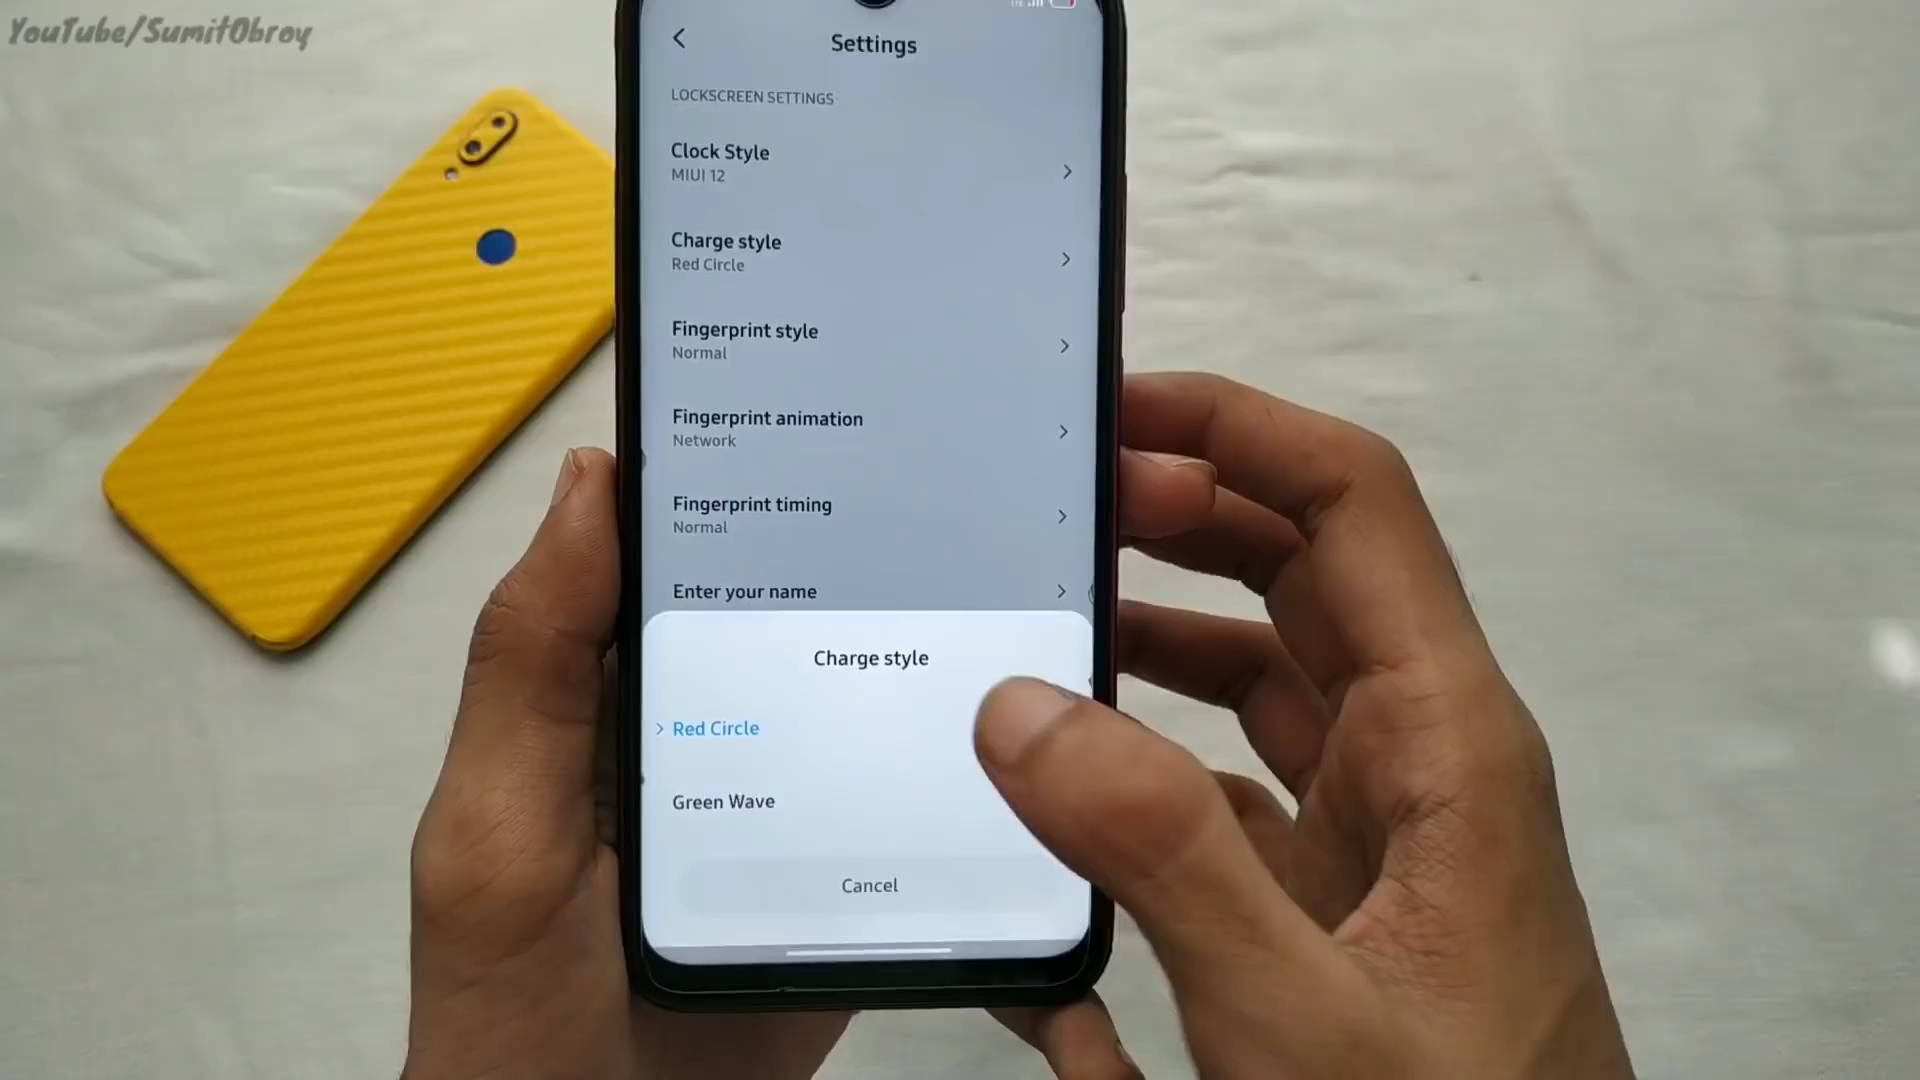 YouTube/SumitObroy
Settings
LOCKSCREEN SETTINGS
Clock Style
MIUI 12
Charge style
Red Circle
Fingerprint style
Normal
Fingerprint animation
Network
Fingerprint timing
Normal
Enter your name
Charge style
Red Circle
Green Wave
Cancel